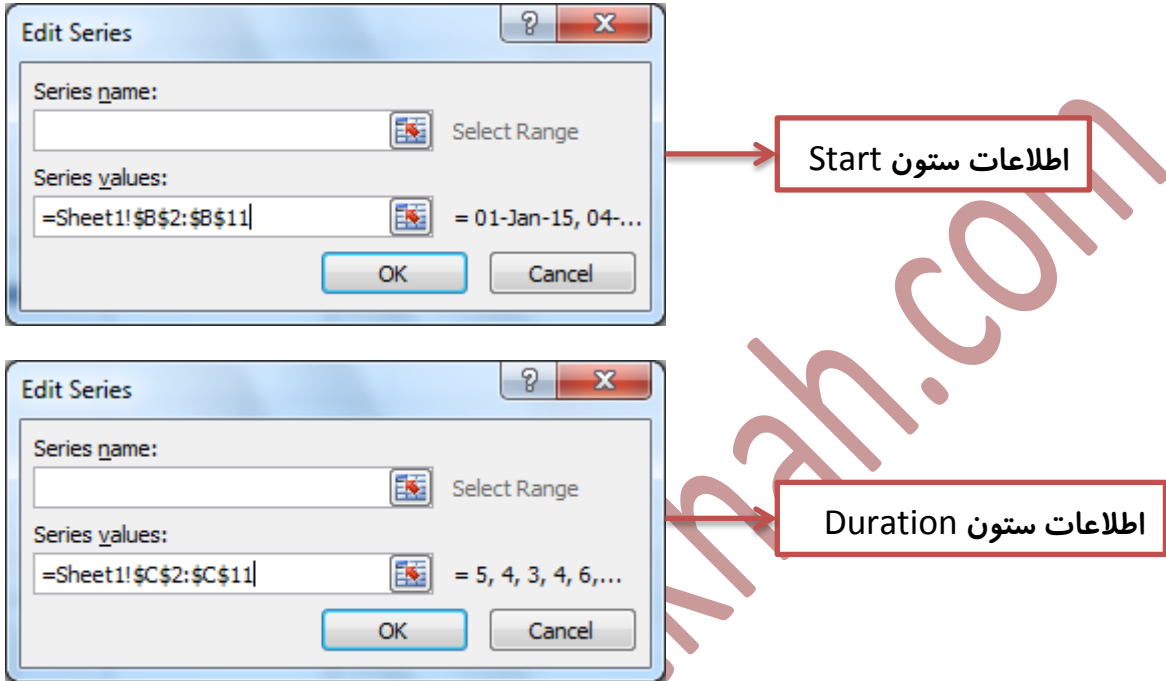 Edit Series
Series name:
Select Range
Series values:
=Sheet1!$B$2:$B$11
= 01-Jan-15, 04-...
OK
Cancel
اطلاعات ستون Start
Edit Series
Series name:
Select Range
Series values:
=Sheet1!$C$2:$C$11
= 5, 4, 3, 4, 6,...
OK
Cancel
اطلاعات ستون Duration